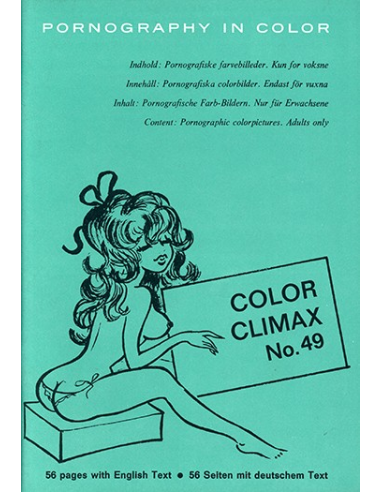 PORNOGRAPHY IN COLOR
Indhold: Pornografiske farvebilleder. Kun for voksne
Innehåll: Pornografiska colorbilder. Endast för vuxna
Inhalt: Pornografische Farb-Bildern. Nur für Erwachsene
Content: Pornographic colorpictures. Adults only
COLOR
CLIMAX
No. 49
56 pages with English Text ● 56 Seiten mit deutschem Text